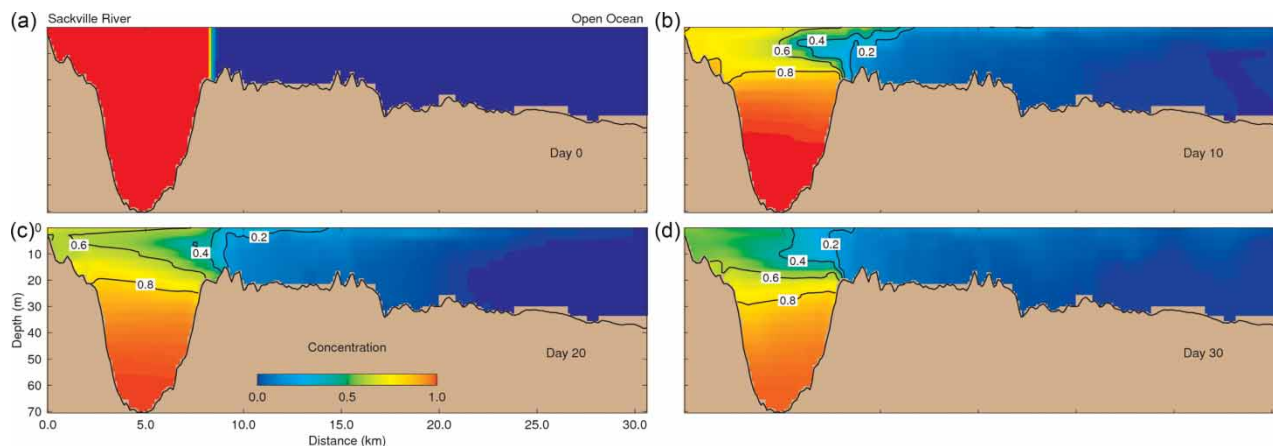 (a)
Sackville River
Open Ocean
Day 0
(b)
0.4
0.6
0.2
0.8
Day 10
(c)
0
10
20
30
40
50
60
70
Depth (m)
0.6
0.2
0.4
0.8
Day 20
Concentration
0.0 0.5 1.0
0.0 5.0 10.0 15.0 20.0 25.0 30.0
Distance (km)
(d)
0.2
0.4
0.6
0.8
Day 30